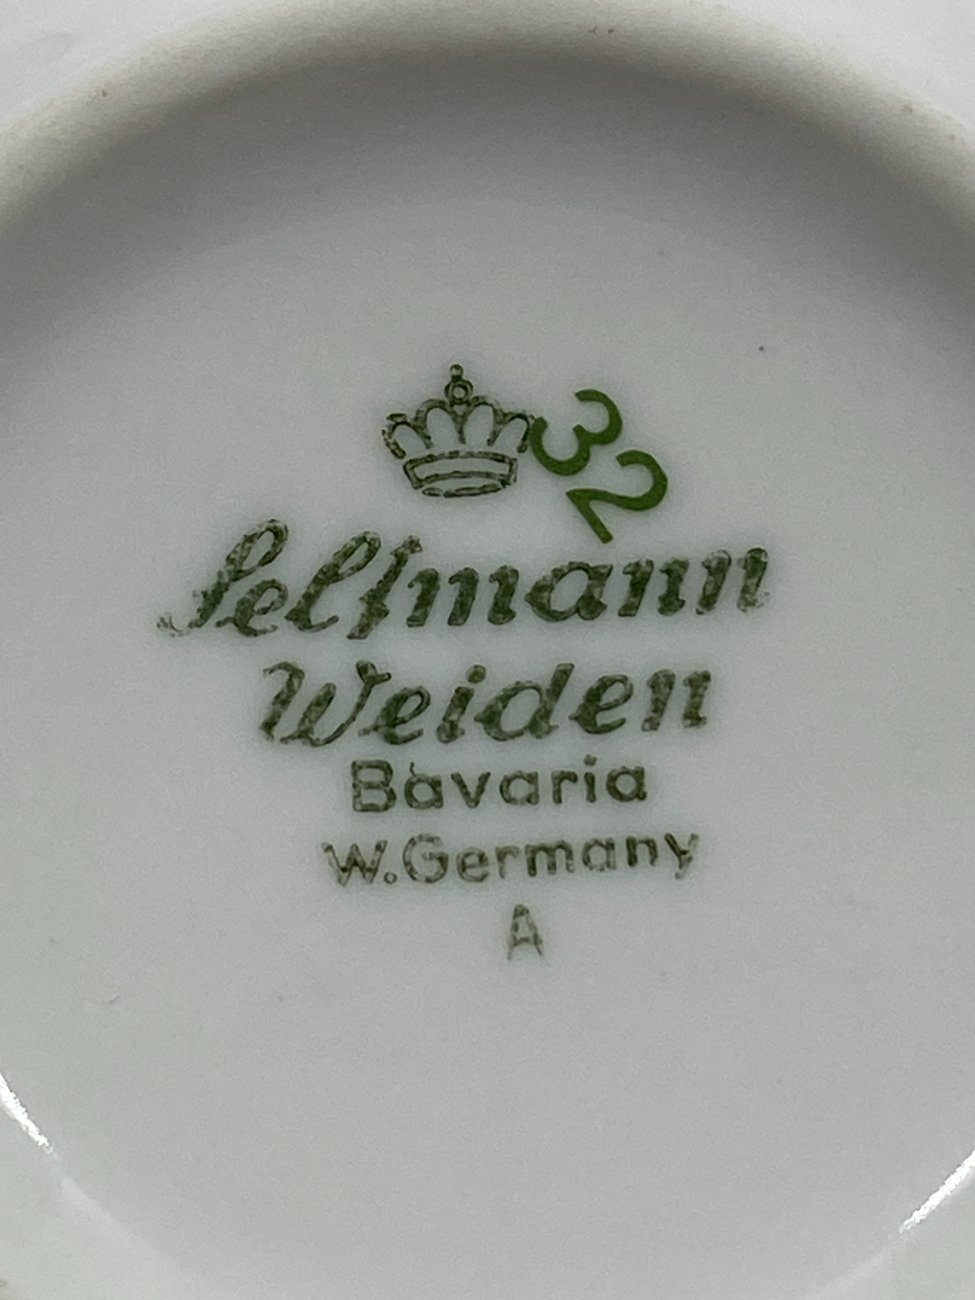 32
Seltmann
Weiden
Bavaria
W.Germany
A